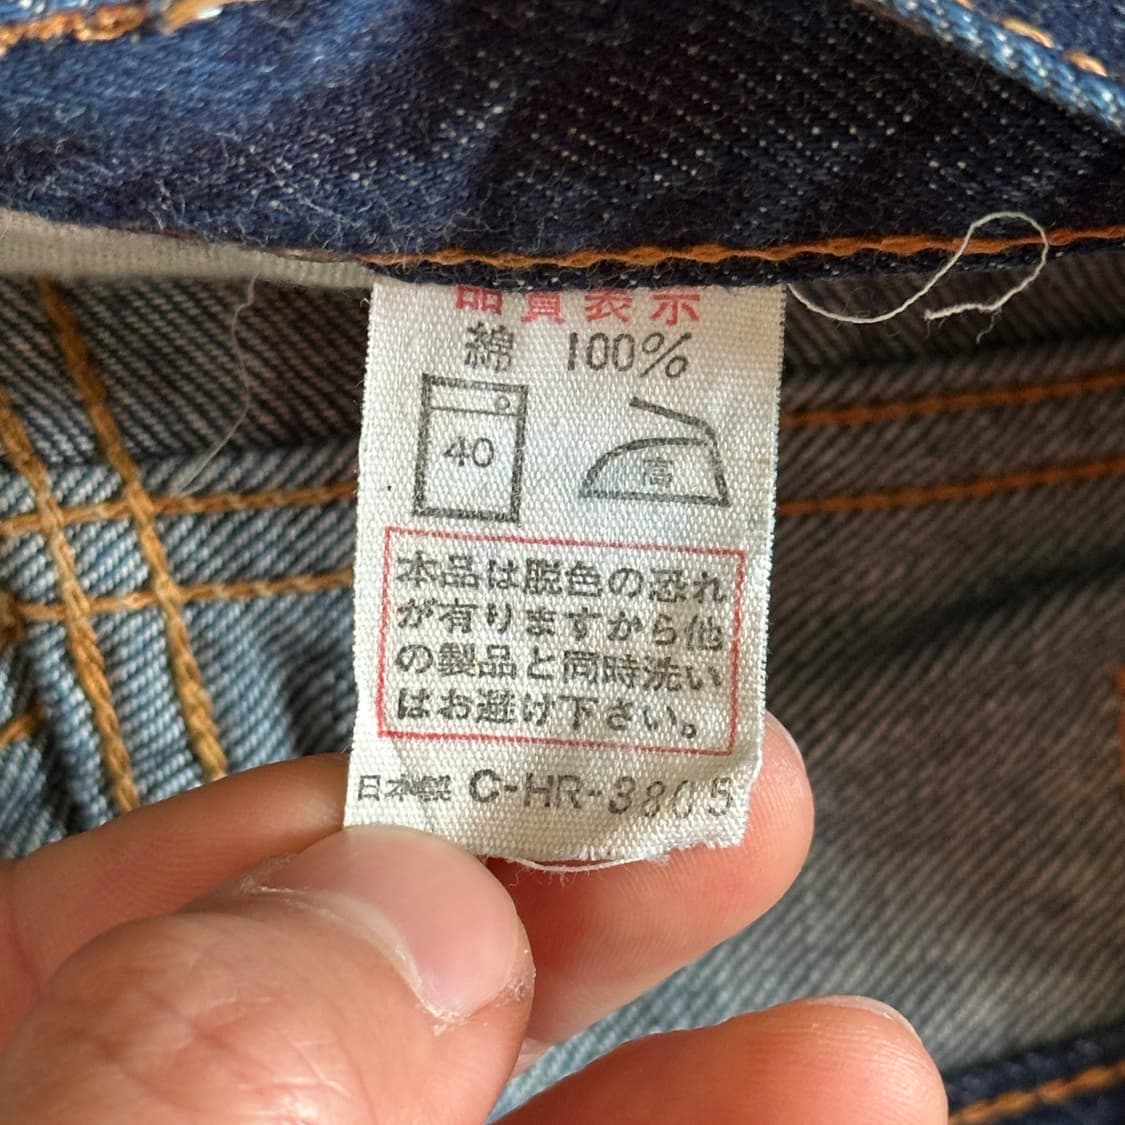 品質表示
綿 100%
40 高
本品は脱色の恐れ
が有りますから他
の製品と同時洗い
はお避け下さい。
日本製 C-HR-3805